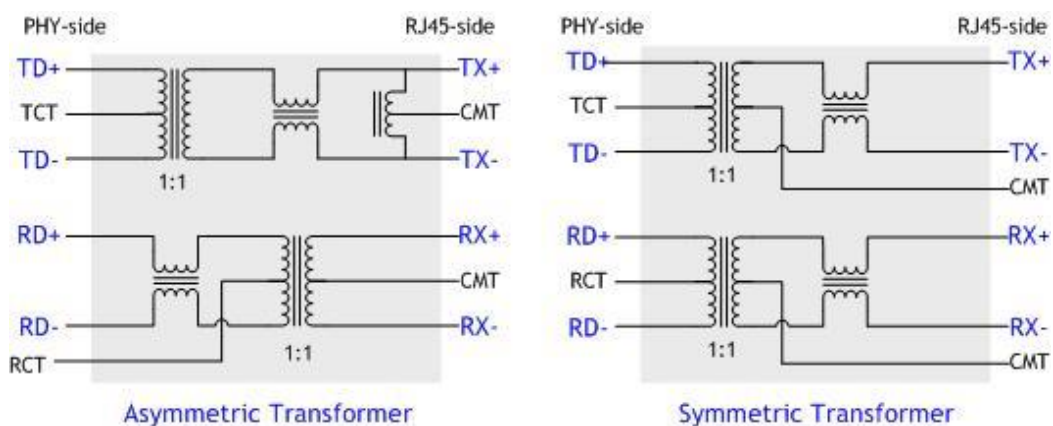 PHY-side
RJ45-side
TD+
TX+
TCT
CMT
TD-
TX-
1:1
RD+
RX+
CMT
RD-
RX-
1:1
RCT
Asymmetric Transformer
PHY-side
RJ45-side
TD+
TX+
TCT
TD-
TX-
1:1
CMT
RD+
RX+
RCT
RD-
RX-
1:1
CMT
Symmetric Transformer